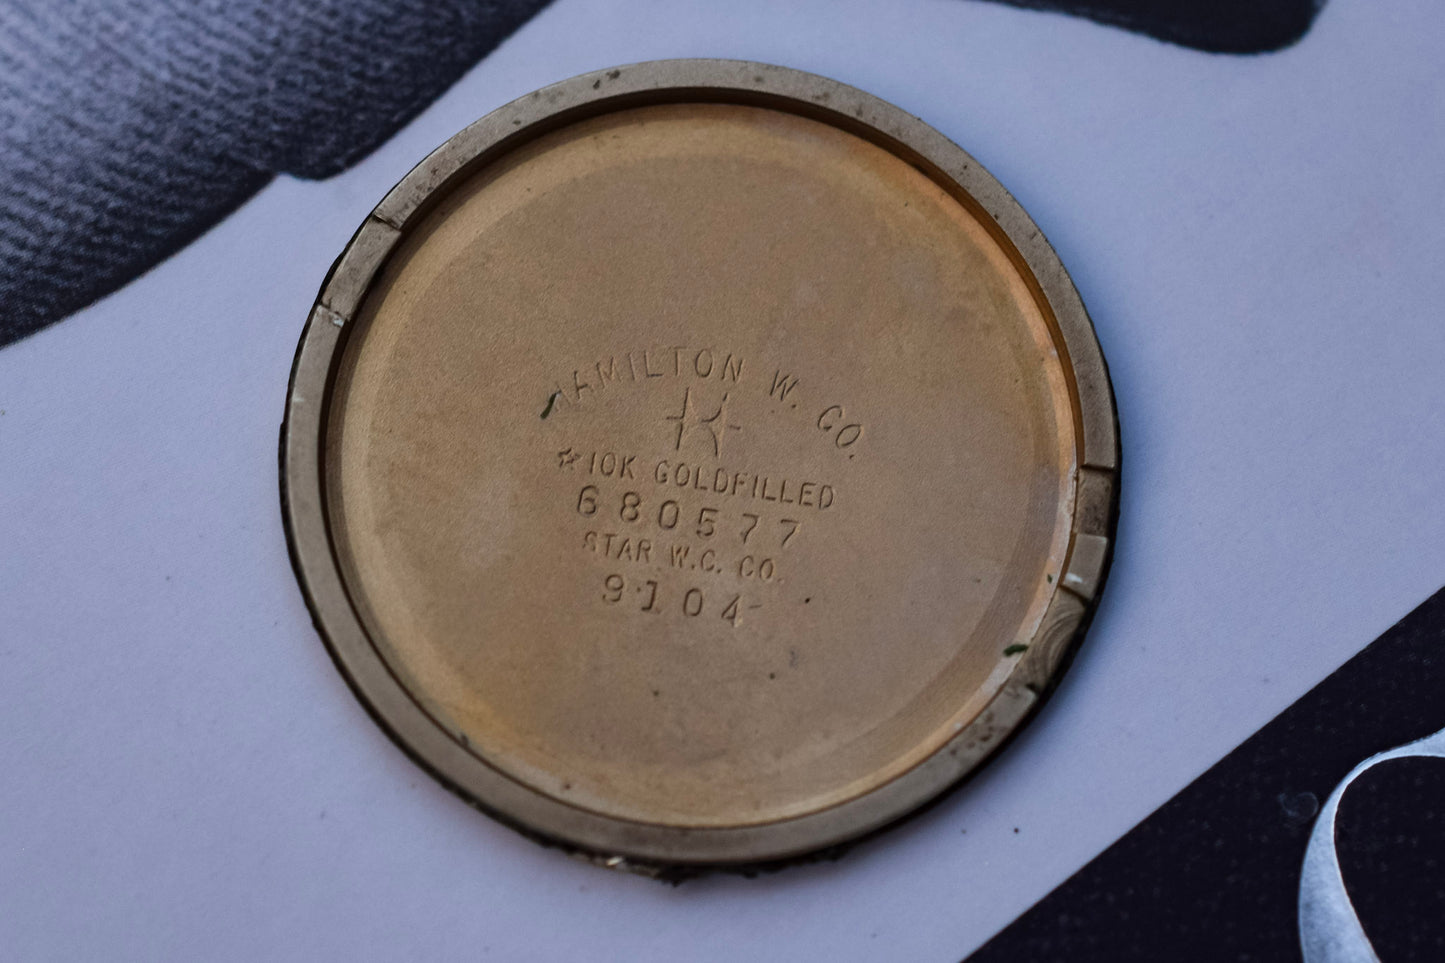 HAMILTON W. CO.
H
☆10K GOLDFILLED
680577
STAR W.C. CO.
9104